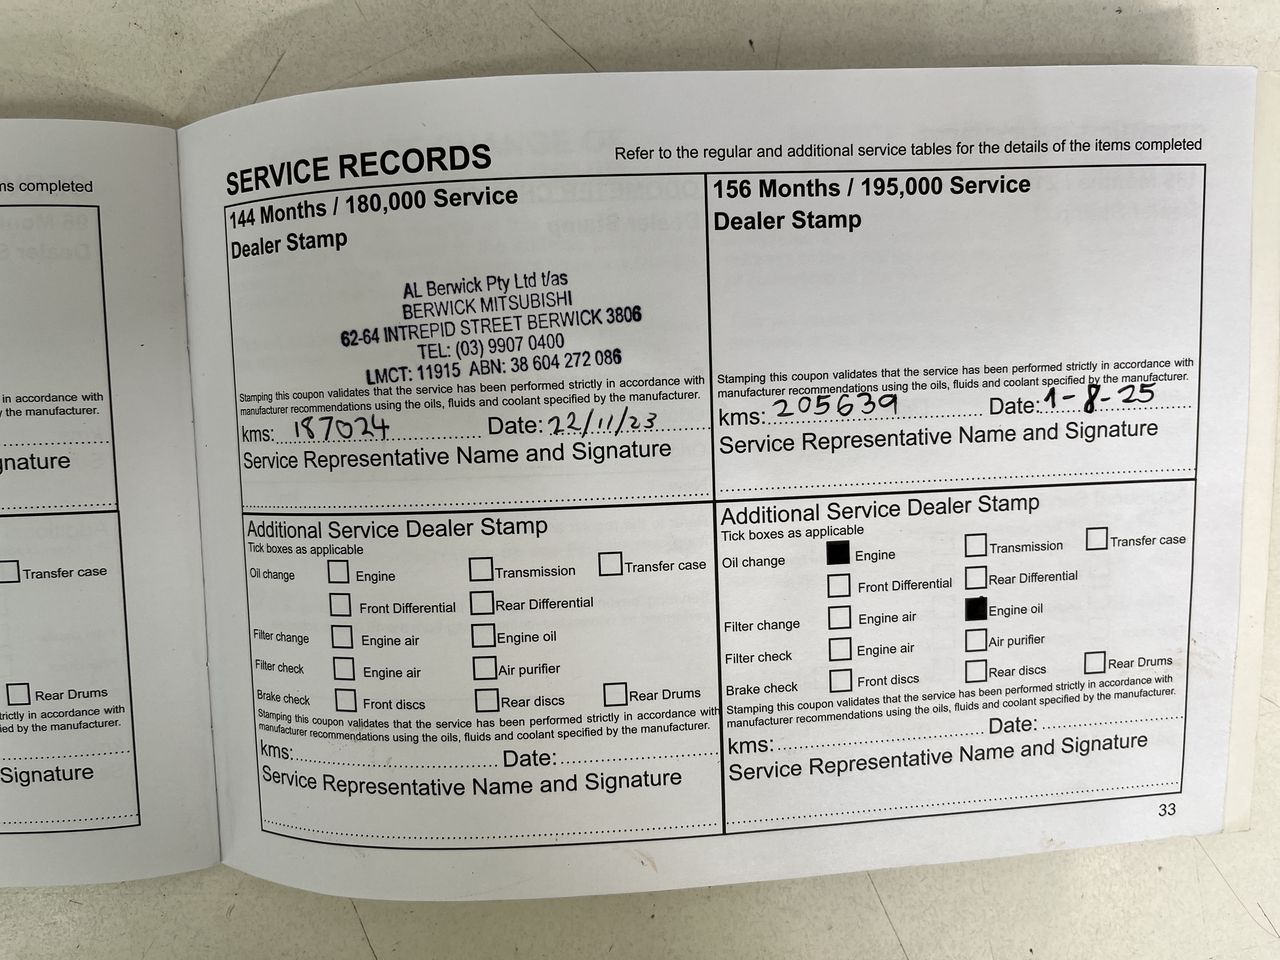 ns completed
in accordance with
the manufacturer.
gnature
Transfer case
Rear Drums
trictly in accordance with
ied by the manufacturer.
Signature
SERVICE RECORDS
Refer to the regular and additional service tables for the details of the items completed
144 Months / 180,000 Service
Dealer Stamp
AL Berwick Pty Ltd t/as
BERWICK MITSUBISHI
62-64 INTREPID STREET BERWICK 3806
TEL: (03) 9907 0400
LMCT: 11915 ABN: 38 604 272 086
Stamping this coupon validates that the service has been performed strictly in accordance with
manufacturer recommendations using the oils, fluids and coolant specified by the manufacturer.
kms: 187024 Date: 22/11/23
Service Representative Name and Signature
Additional Service Dealer Stamp
Tick boxes as applicable
Oil change Engine Transmission Transfer case
Front Differential Rear Differential
Filter change Engine air Engine oil
Filter check Engine air Air purifier
Brake check Front discs Rear discs Rear Drums
Stamping this coupon validates that the service has been performed strictly in accordance with
manufacturer recommendations using the oils, fluids and coolant specified by the manufacturer.
kms: Date:
Service Representative Name and Signature
156 Months / 195,000 Service
Dealer Stamp
Stamping this coupon validates that the service has been performed strictly in accordance with
manufacturer recommendations using the oils, fluids and coolant specified by the manufacturer.
kms: 205639 Date: 1-8-25
Service Representative Name and Signature
Additional Service Dealer Stamp
Tick boxes as applicable
Oil change Engine Transmission Transfer case
Front Differential Rear Differential
Filter change Engine air Engine oil
Filter check Engine air Air purifier
Brake check Front discs Rear discs Rear Drums
Stamping this coupon validates that the service has been performed strictly in accordance with
manufacturer recommendations using the oils, fluids and coolant specified by the manufacturer.
kms: Date:
Service Representative Name and Signature
33